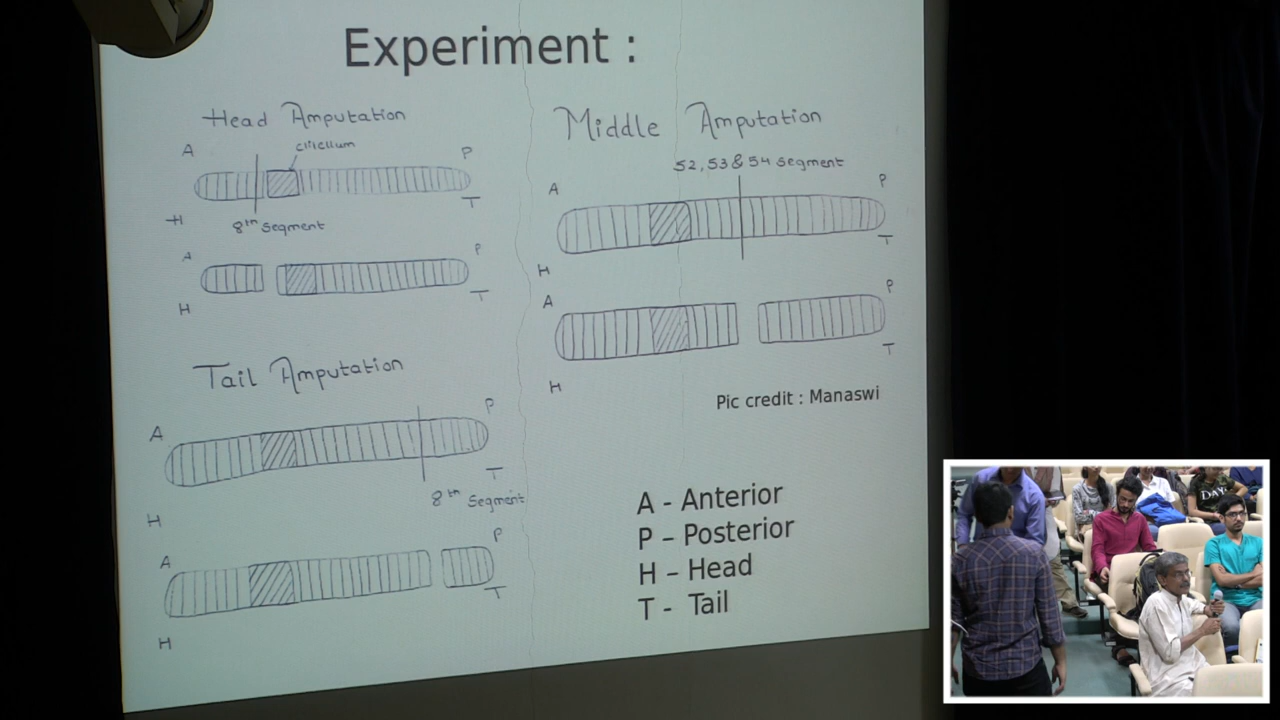 Experiment :
Head Amputation
clitellum
A
P
H
T
8th segment
A
P
H
T
Tail Amputation
A
P
H
T
8th Segment
A
P
H
T
Middle Amputation
52, 53 & 54 segment
A
P
H
T
A
P
H
T
Pic credit : Manaswi
A - Anterior
P – Posterior
H – Head
T - Tail
DAY